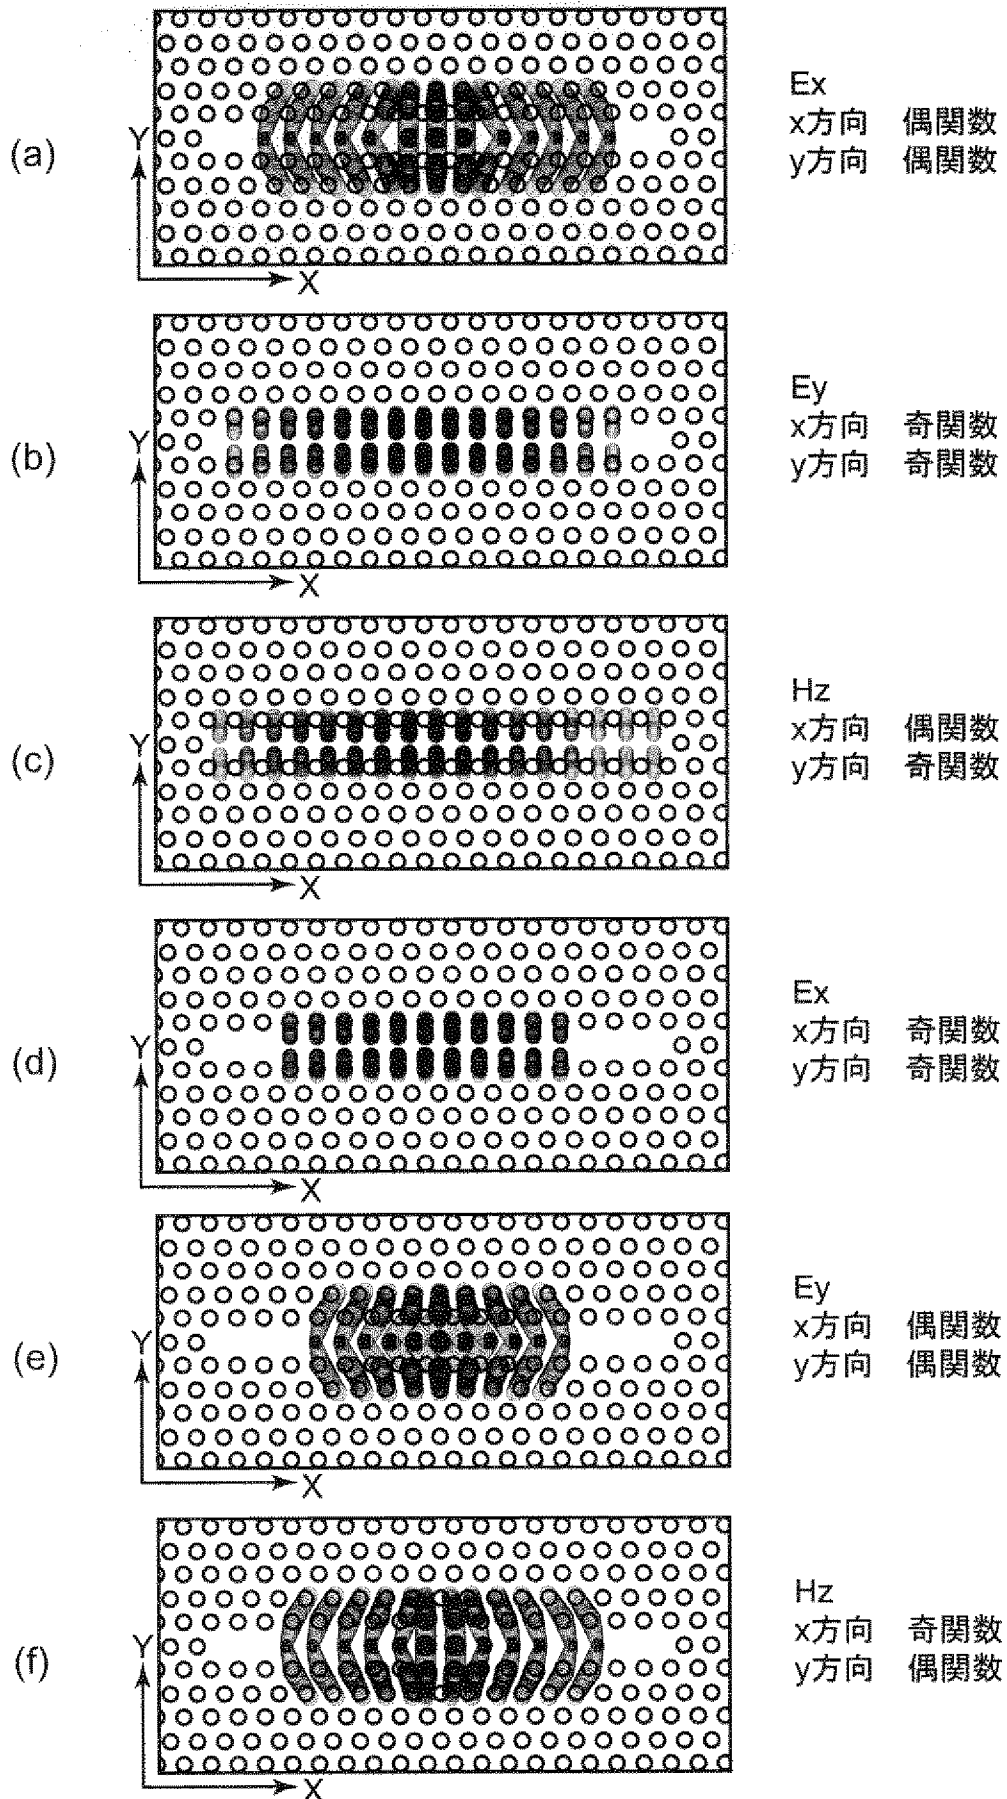 (a)
Y
X
Ex
x方向 偶関数
y方向 偶関数
(b)
Y
X
Ey
x方向 奇関数
y方向 奇関数
(c)
Y
X
Hz
x方向 偶関数
y方向 奇関数
(d)
Y
X
Ex
x方向 奇関数
y方向 奇関数
(e)
Y
X
Ey
x方向 偶関数
y方向 偶関数
(f)
Y
X
Hz
x方向 奇関数
y方向 偶関数